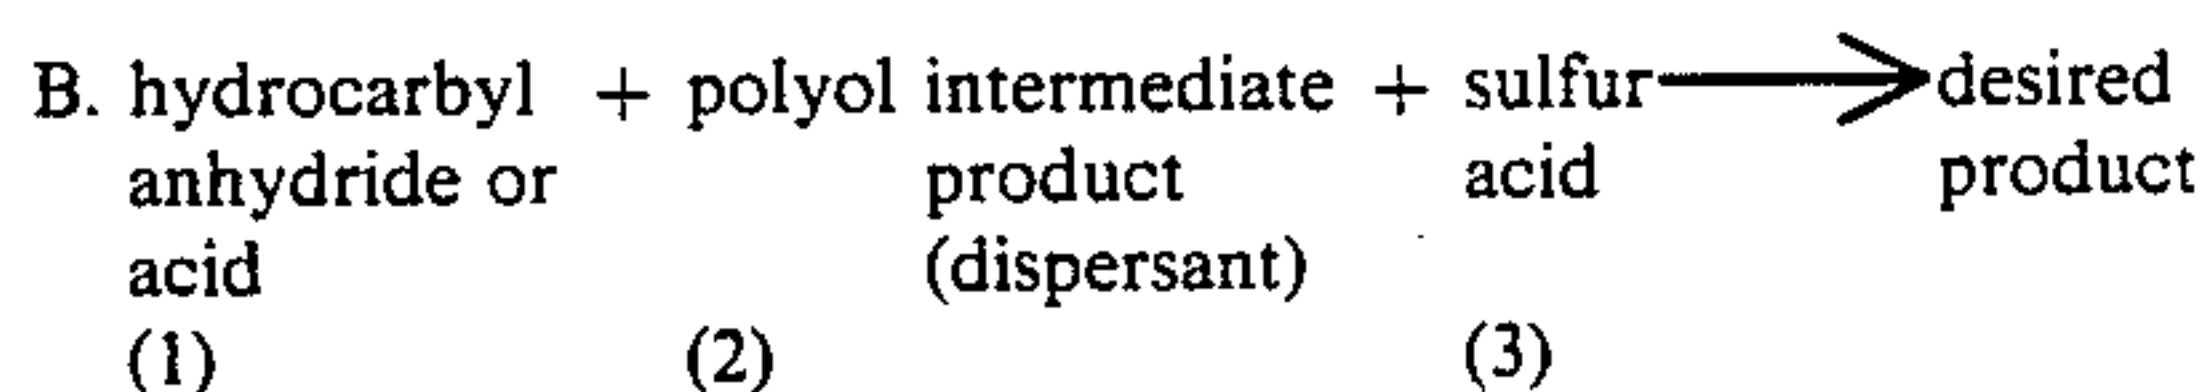 B. hydrocarbyl + polyol intermediate + sulfur → desired
anhydride or product acid product
acid (dispersant)
(1) (2) (3)